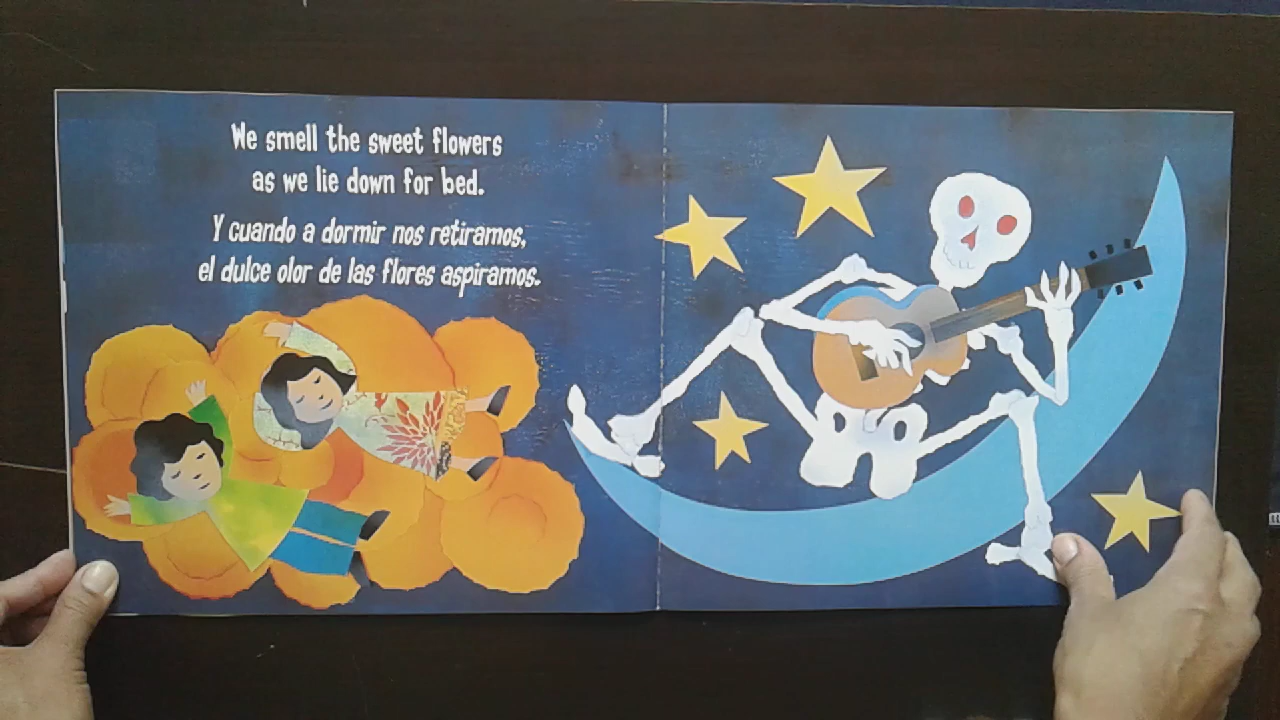 We smell the sweet flowers
as we lie down for bed.
Y cuando a dormir nos retiramos,
el dulce olor de las flores aspiramos.